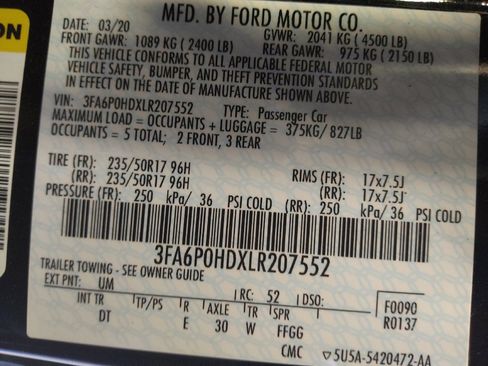 ON
MFD. BY FORD MOTOR CO.
DATE: 03/20 GVWR: 2041 KG (4500 LB)
FRONT GAWR: 1089 KG (2400 LB) REAR GAWR: 975 KG (2150 LB)
THIS VEHICLE CONFORMS TO ALL APPLICABLE FEDERAL MOTOR
VEHICLE SAFETY, BUMPER, AND THEFT PREVENTION STANDARDS
IN EFFECT ON THE DATE OF MANUFACTURE SHOWN ABOVE.
VIN: 3FA6P0HDXLR207552 TYPE: Passenger Car
MAXIMUM LOAD = OCCUPANTS + LUGGAGE = 375KG/827LB
OCCUPANTS = 5 TOTAL; 2 FRONT, 3 REAR
TIRE (FR): 235/50R17 96H RIMS (FR): 17x7.5J
(RR): 235/50R17 96H (RR): 17x7.5J
PRESSURE (FR): 250 kPa/ 36 PSI COLD (RR): 250 kPa/ 36 PSI COLD
3FA6P0HDXLR207552
TRAILER TOWING - SEE OWNER GUIDE
EXT PNT: UM RC: 52 DSO: F0090
INT TR TP/PS R AXLE TR SPR R0137
DT E 30 W FFGG
CMC 5U5A-5420472-AA